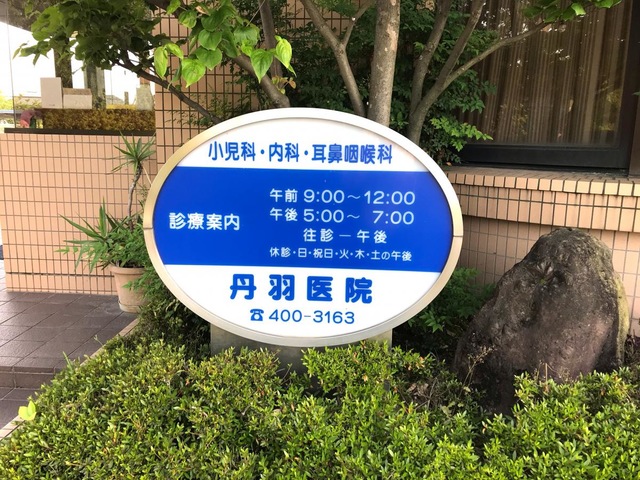 小児科・内科・耳鼻咽喉科
診療案内
午前 9:00～12:00
午後 5:00～ 7:00
往診 ― 午後
休診・日・祝日・火・木・土の午後
丹羽医院
☎400-3163